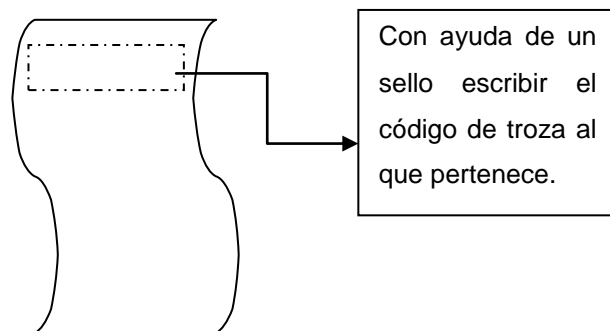 Con ayuda de un
sello escribir el
código de troza al
que pertenece.